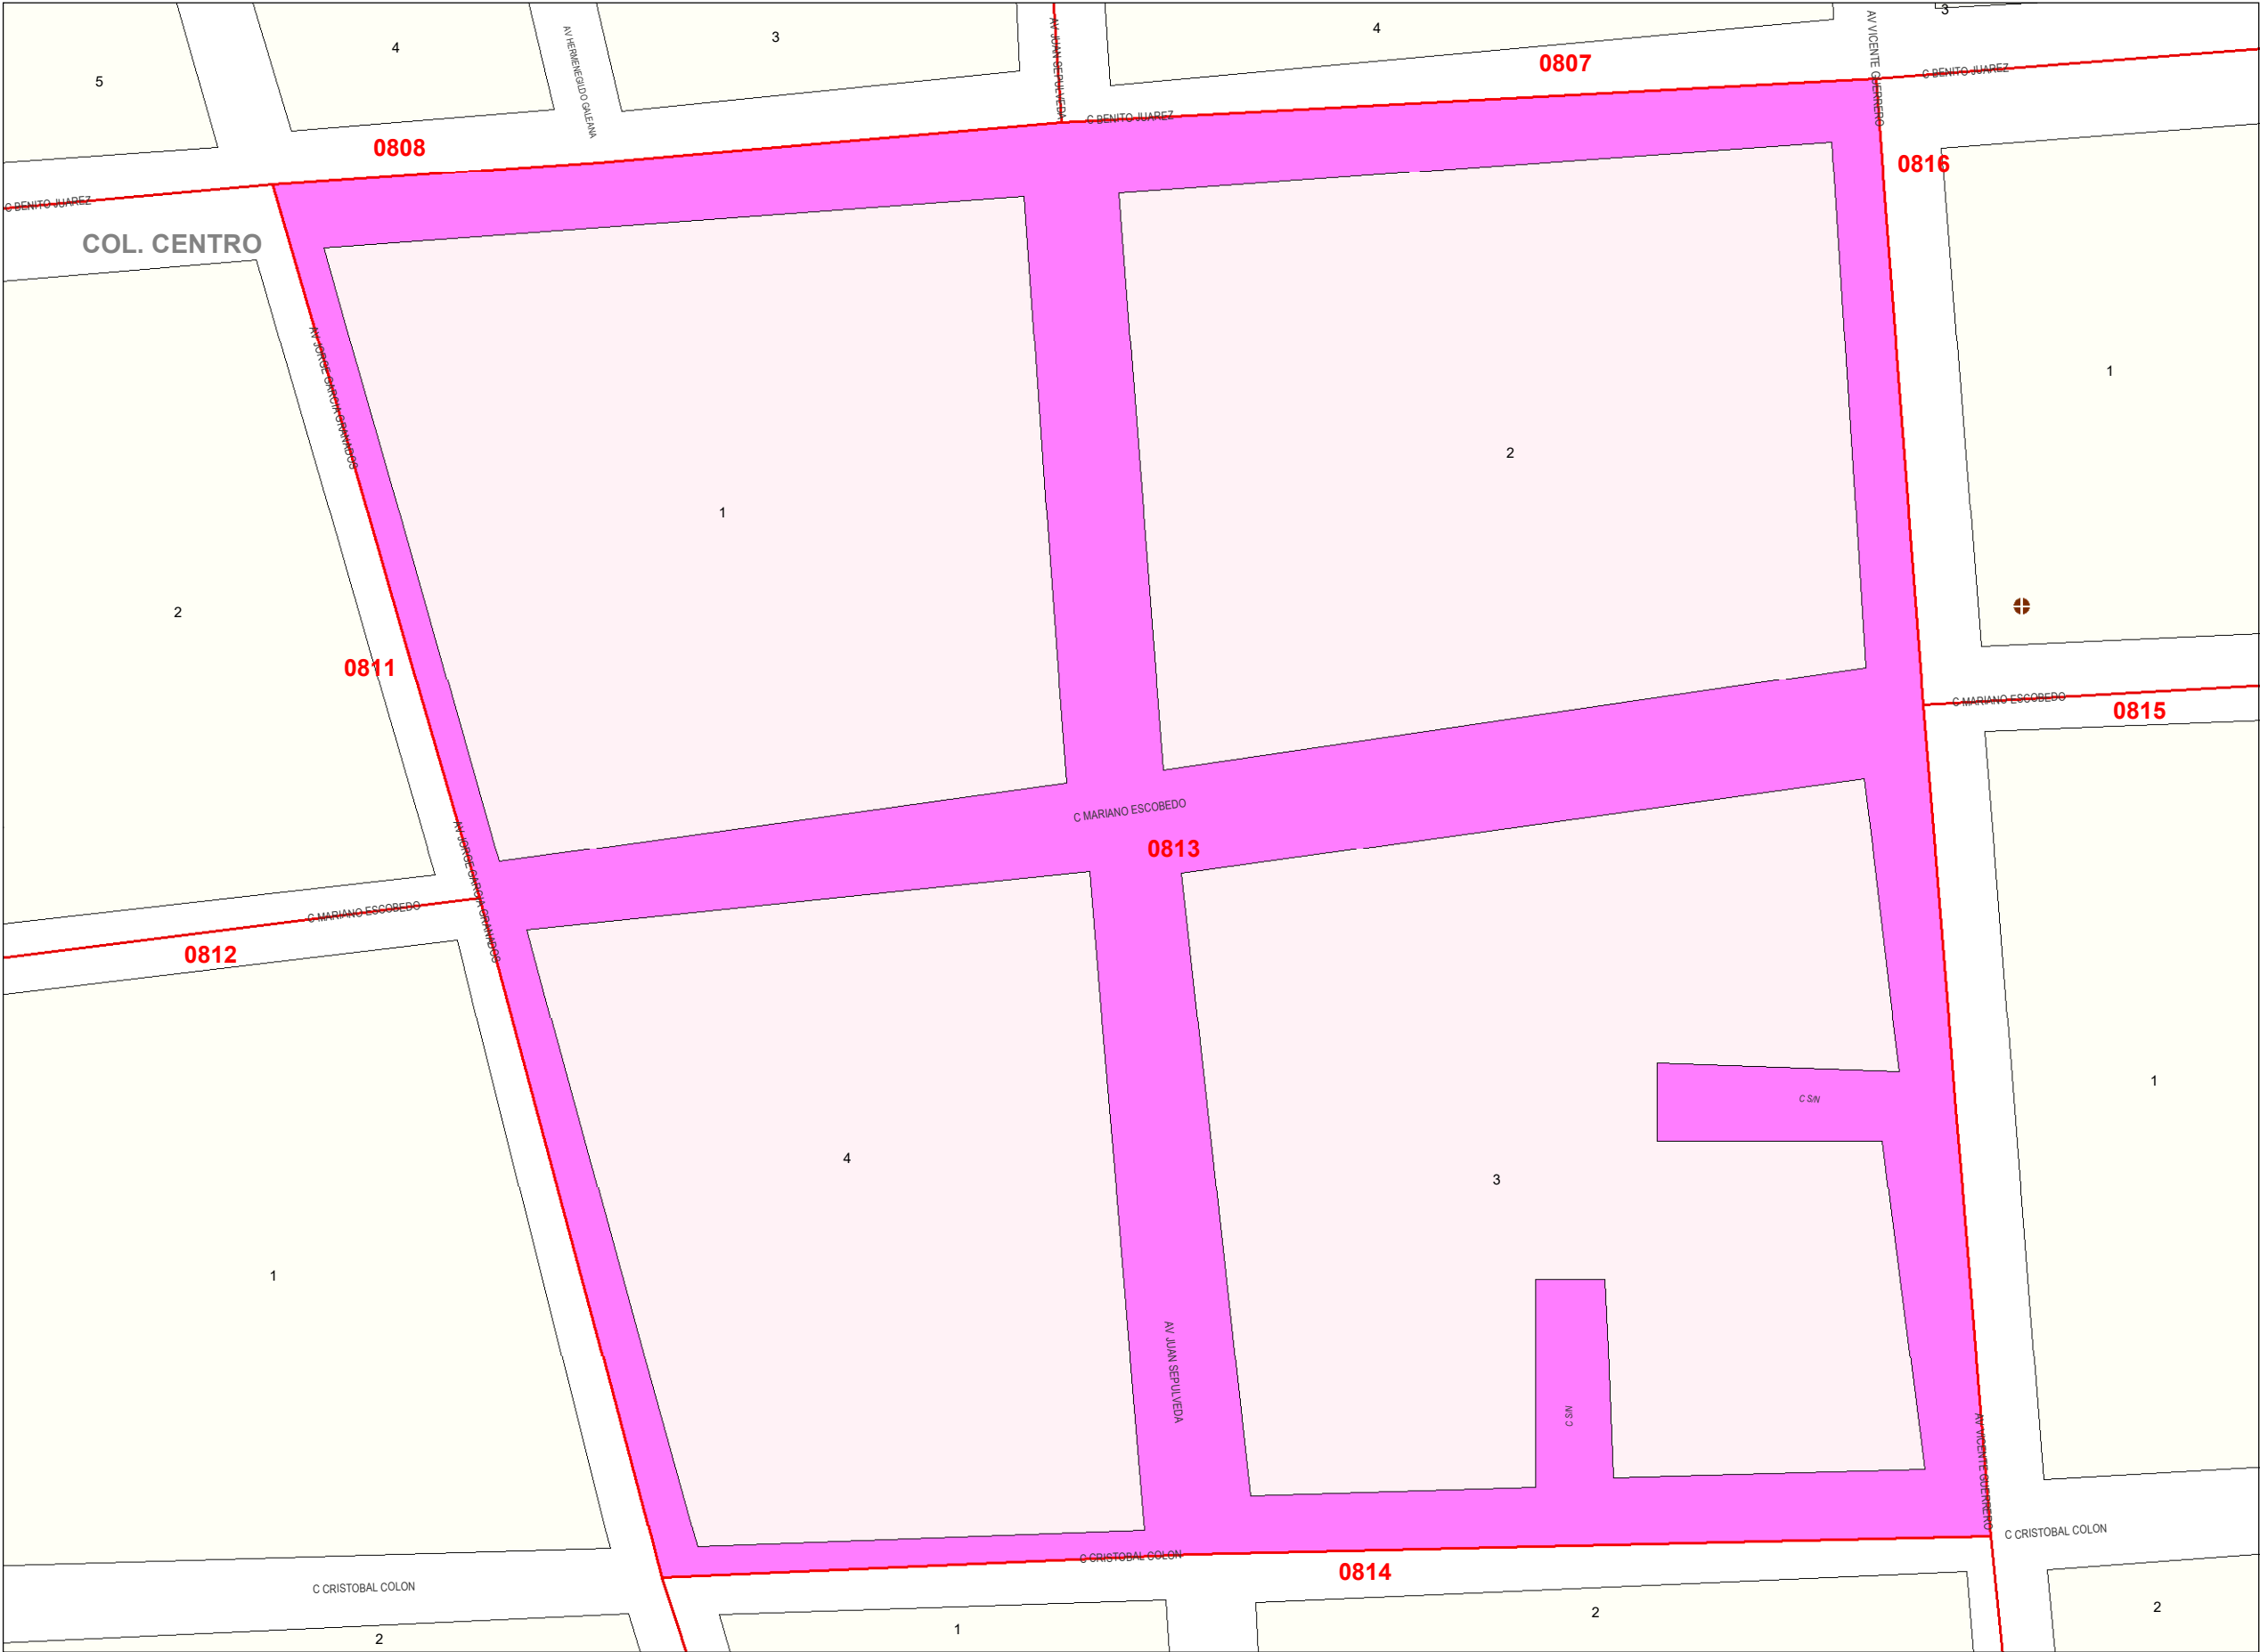 3
AV HERMENEGILDO GALEANA
AV JUAN SEPULVEDA
4
AV VICENTE GUERRERO
3
4
5
0807
C BENITO JUAREZ
C BENITO JUAREZ
0808
0816
C BENITO JUAREZ
COL. CENTRO
AV JORGE GARCIA GRANADOS
1
2
1
2
0811
C MARIANO ESCOBEDO
0815
C MARIANO ESCOBEDO
0813
AV JORGE GARCIA GRANADOS
C MARIANO ESCOBEDO
0812
1
C S/N
4
3
1
AV JUAN SEPULVEDA
C S/N
AV VICENTE GUERRERO
C CRISTOBAL COLON
C CRISTOBAL COLON
0814
C CRISTOBAL COLON
2
1
2
2